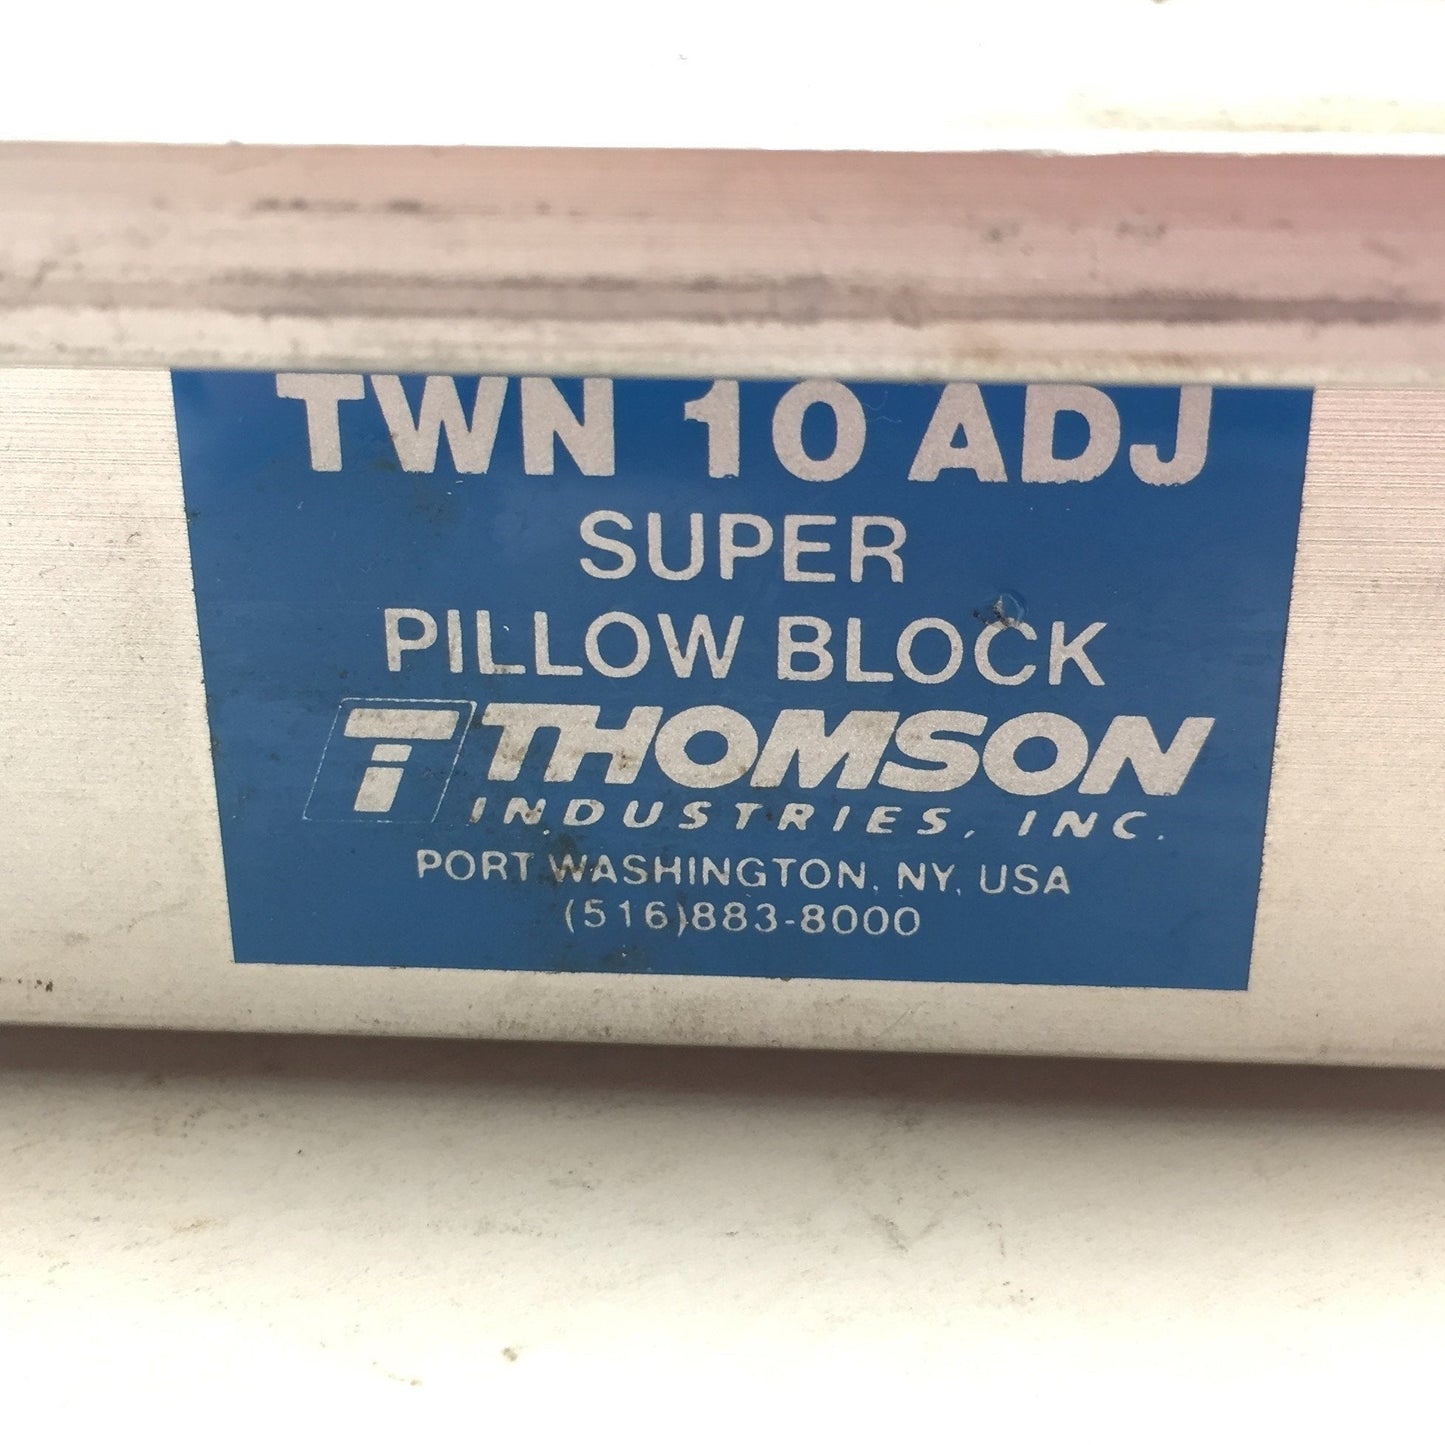 TWN 10 ADJ
SUPER
PILLOW BLOCK
T THOMSON
INDUSTRIES, INC.
PORT WASHINGTON, NY, USA
(516)883-8000